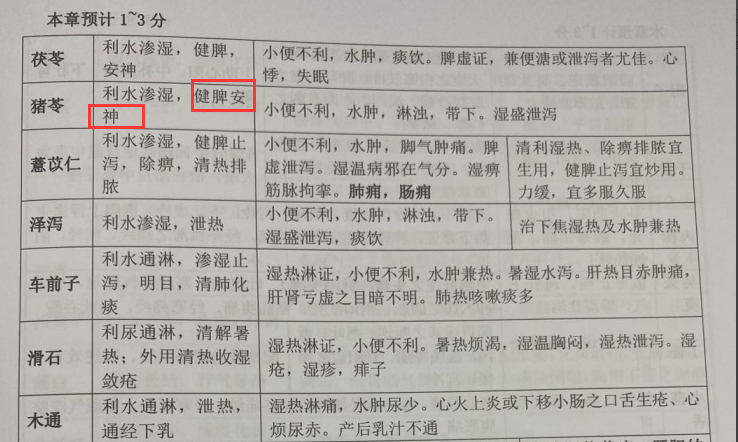 本章预计1~3分
茯苓
利水渗湿，健脾，
安神
小便不利，水肿，痰饮。脾虚证，兼便溏或泄泻者尤佳。心
悸，失眠
猪苓
利水渗湿，健脾安
神
小便不利，水肿，淋浊，带下。湿盛泄泻
薏苡仁
利水渗湿，健脾止
泻，除痹，清热排
脓
小便不利，水肿，脚气肿痛。脾
虚泄泻。湿温病邪在气分。湿痹
筋脉拘挛。肺痈，肠痈
清利湿热、除痹排脓宜
生用，健脾止泻宜炒用。
力缓，宜多服久服
泽泻
利水渗湿，泄热
小便不利，水肿，淋浊，带下。
湿盛泄泻，痰饮
治下焦湿热及水肿兼热
车前子
利水通淋，渗湿止
泻，明目，清肺化
痰
湿热淋证，小便不利，水肿兼热。暑湿水泻。肝热目赤肿痛，
肝肾亏虚之目暗不明。肺热咳嗽痰多
滑石
利尿通淋，清解暑
热；外用清热收湿
敛疮
湿热淋证，小便不利。暑热烦渴，湿温胸闷，湿热泄泻。湿
疮，湿疹，痱子
木通
利水通淋，泄热，
通经下乳
湿热淋痛，水肿尿少。心火上炎或下移小肠之口舌生疮、心
烦尿赤。产后乳汁不通